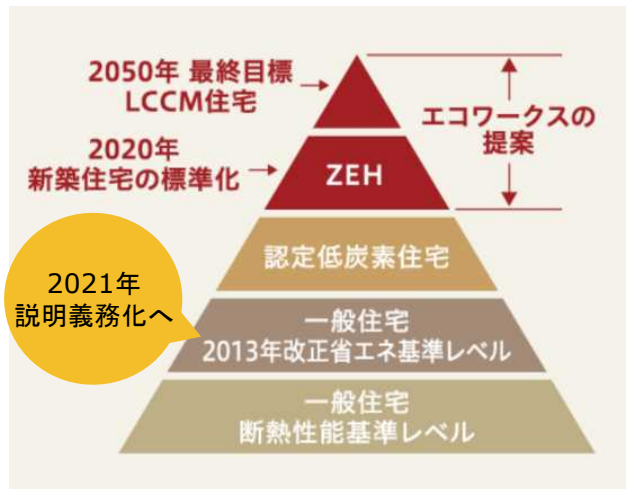 2050年 最終目標
LCCM住宅
エコワークスの
提案
2020年
新築住宅の標準化
ZEH
認定低炭素住宅
2021年
説明義務化へ
一般住宅
2013年改正省エネ基準レベル
一般住宅
断熱性能基準レベル